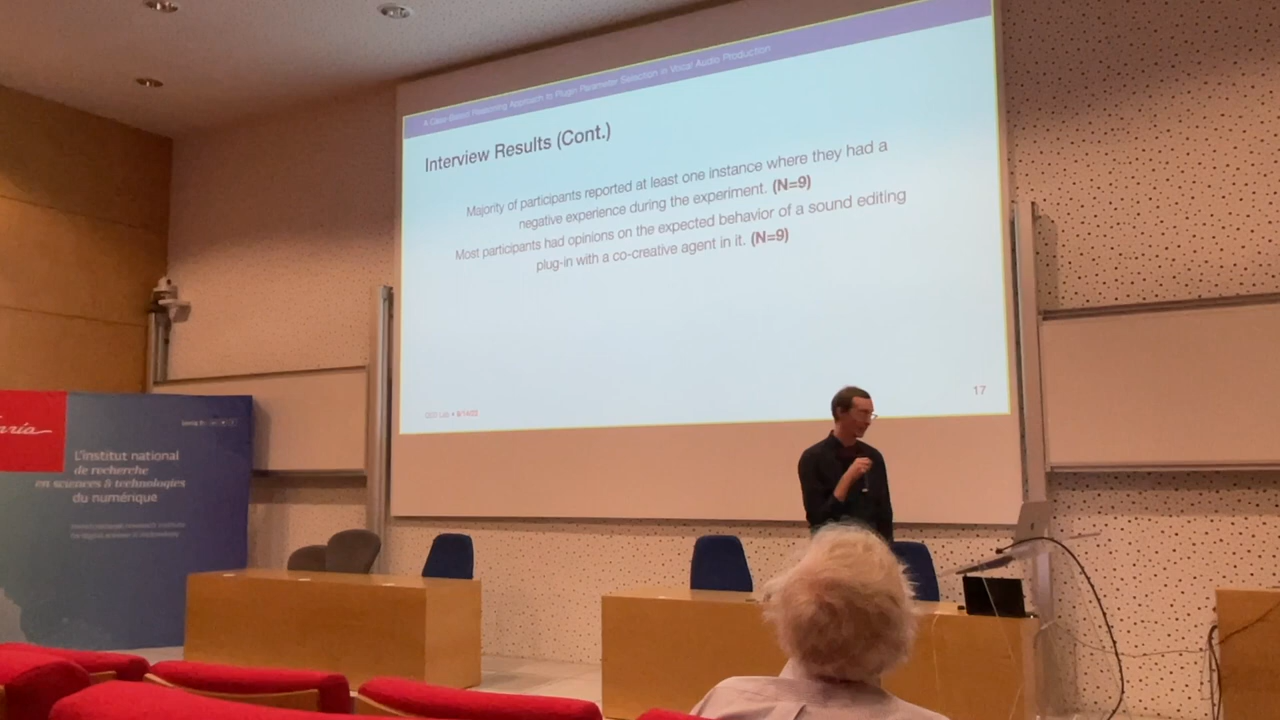 A Case-Based Reasoning Approach to Plugin Parameter Selection in Vocal Audio Production
Interview Results (Cont.)
Majority of participants reported at least one instance where they had a
negative experience during the experiment. (N=9)
Most participants had opinions on the expected behavior of a sound editing
plug-in with a co-creative agent in it. (N=9)
17
L'institut national
de recherche
en sciences & technologies
du numérique